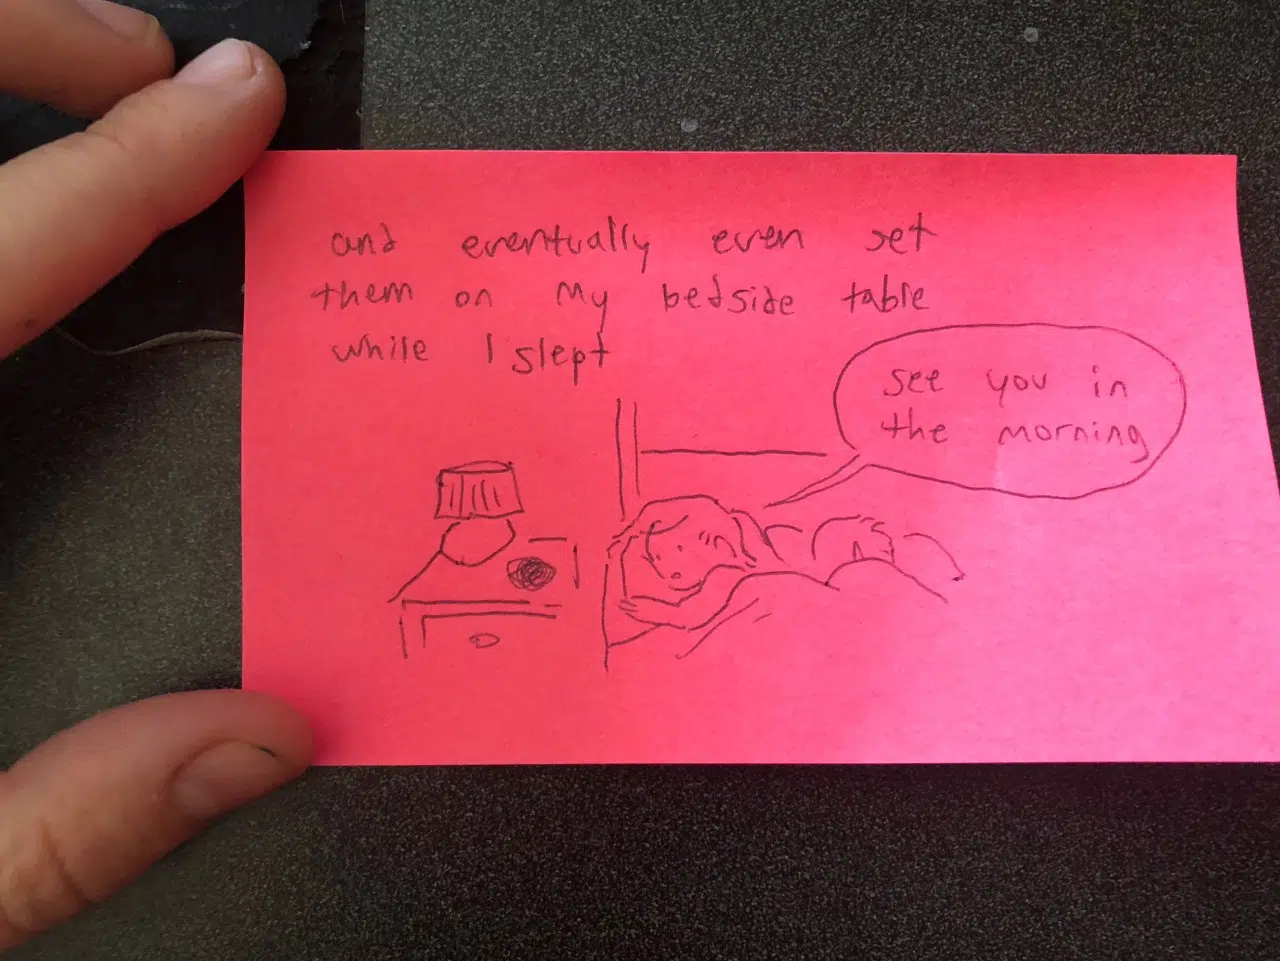 and eventually even set
them on my bedside table
while I slept
see you in
the morning